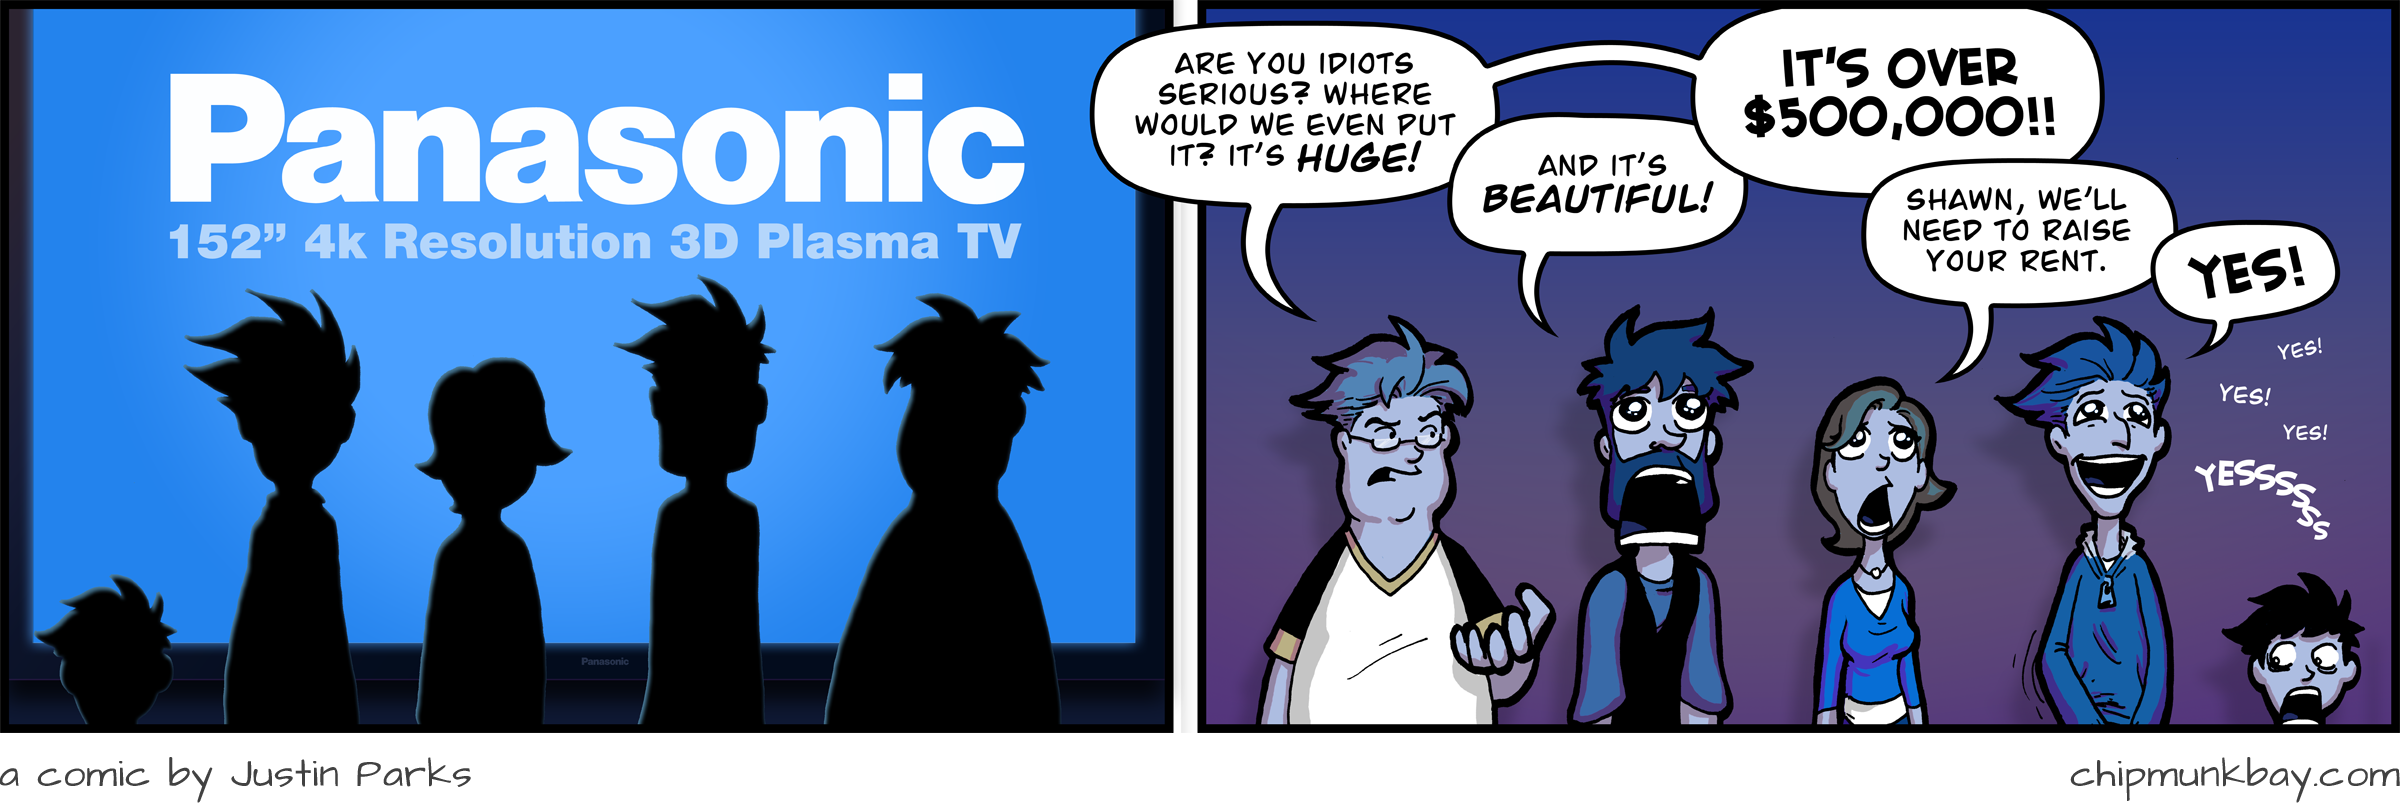 Panasonic
152” 4k Resolution 3D Plasma TV
Panasonic
ARE YOU IDIOTS
SERIOUS? WHERE
WOULD WE EVEN PUT
IT? IT'S HUGE!
AND IT'S
BEAUTIFUL!
IT'S OVER
$500,000!!
SHAWN, WE'LL
NEED TO RAISE
YOUR RENT.
YES!
YES!
YES!
YES!
YESSSSSSS
a comic by Justin Parks
chipmunkbay.com